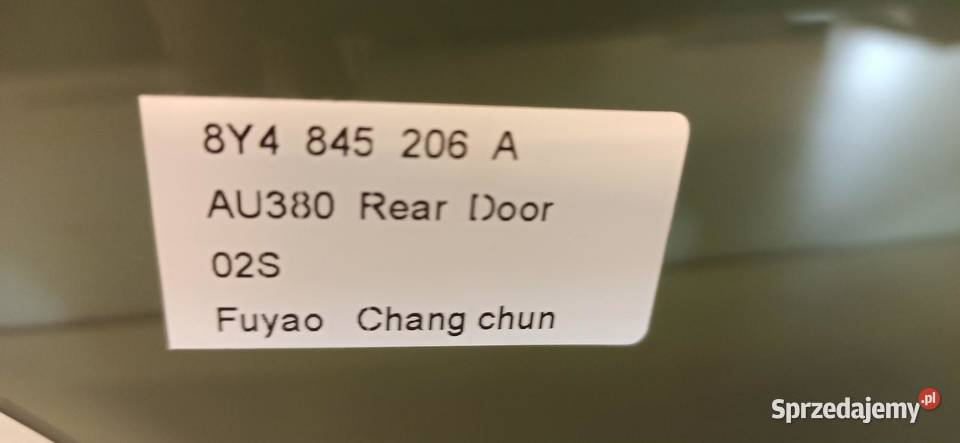 8Y4 845 206 A
AU380 Rear Door
02S
Fuyao Chang chun
Sprzedajemy.pl